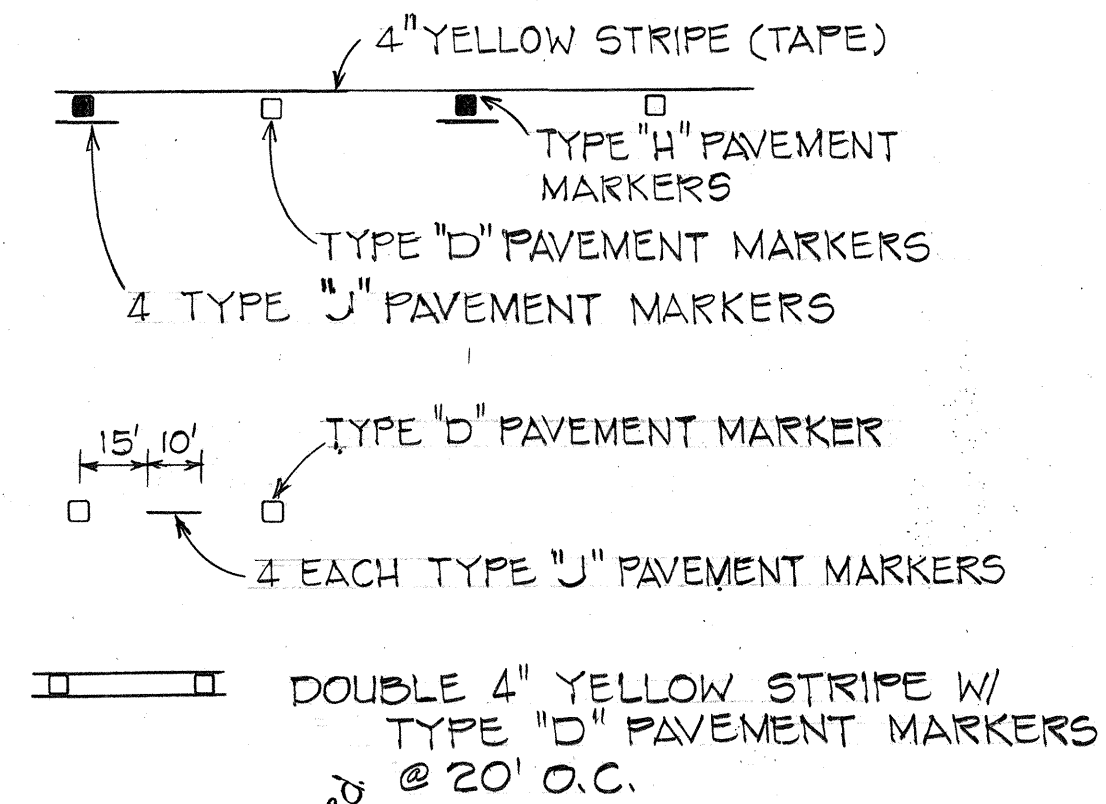 4" YELLOW STRIPE (TAPE)
TYPE "H" PAVEMENT
MARKERS
TYPE "D" PAVEMENT MARKERS
4 TYPE "J" PAVEMENT MARKERS
15' 10'
TYPE "D" PAVEMENT MARKER
4 EACH TYPE "J" PAVEMENT MARKERS
DOUBLE 4" YELLOW STRIPE W/
TYPE "D" PAVEMENT MARKERS
@ 20' O.C.